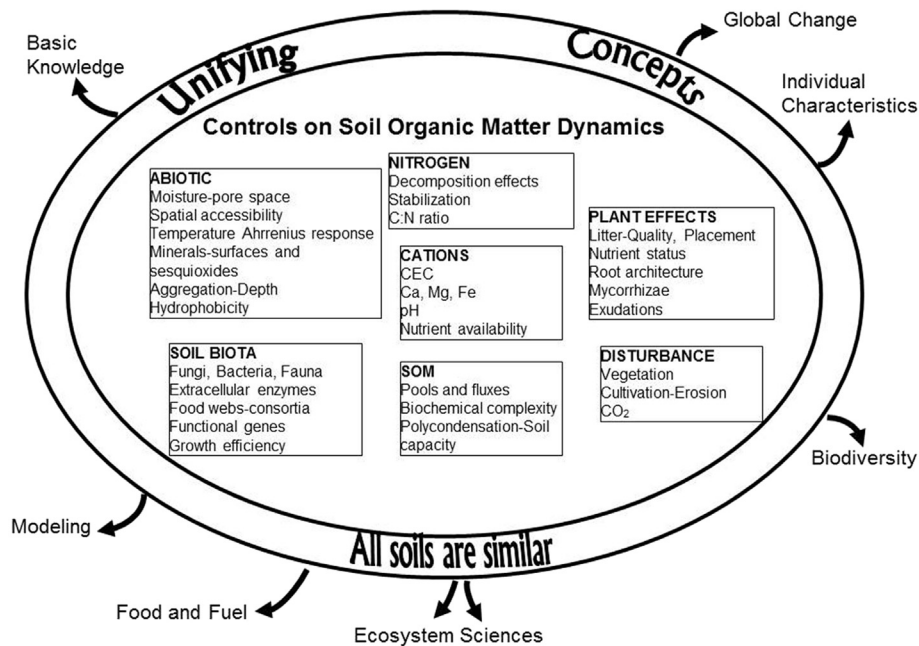 Global Change
Basic
Knowledge
Unifying Concepts
Individual
Characteristics
Controls on Soil Organic Matter Dynamics
ABIOTIC
Moisture-pore space
Spatial accessibility
Temperature Ahrrenius response
Minerals-surfaces and
sesquioxides
Aggregation-Depth
Hydrophobicity
NITROGEN
Decomposition effects
Stabilization
C:N ratio
CATIONS
CEC
Ca, Mg, Fe
pH
Nutrient availability
PLANT EFFECTS
Litter-Quality, Placement
Nutrient status
Root architecture
Mycorrhizae
Exudations
SOIL BIOTA
Fungi, Bacteria, Fauna
Extracellular enzymes
Food webs-consortia
Functional genes
Growth efficiency
SOM
Pools and fluxes
Biochemical complexity
Polycondensation-Soil
capacity
DISTURBANCE
Vegetation
Cultivation-Erosion
CO₂
Biodiversity
Modeling
All soils are similar
Food and Fuel
Ecosystem Sciences